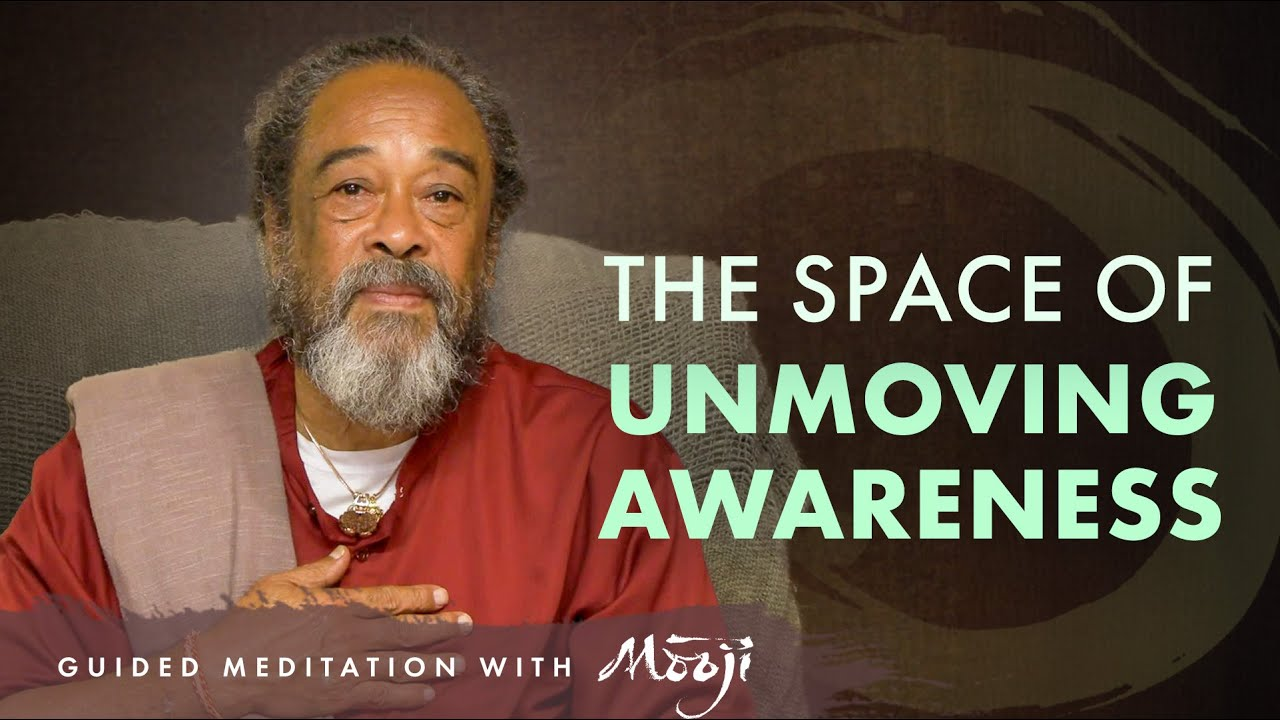 THE SPACE OF
UNMOVING
AWARENESS
GUIDED MEDITATION WITH Mooji